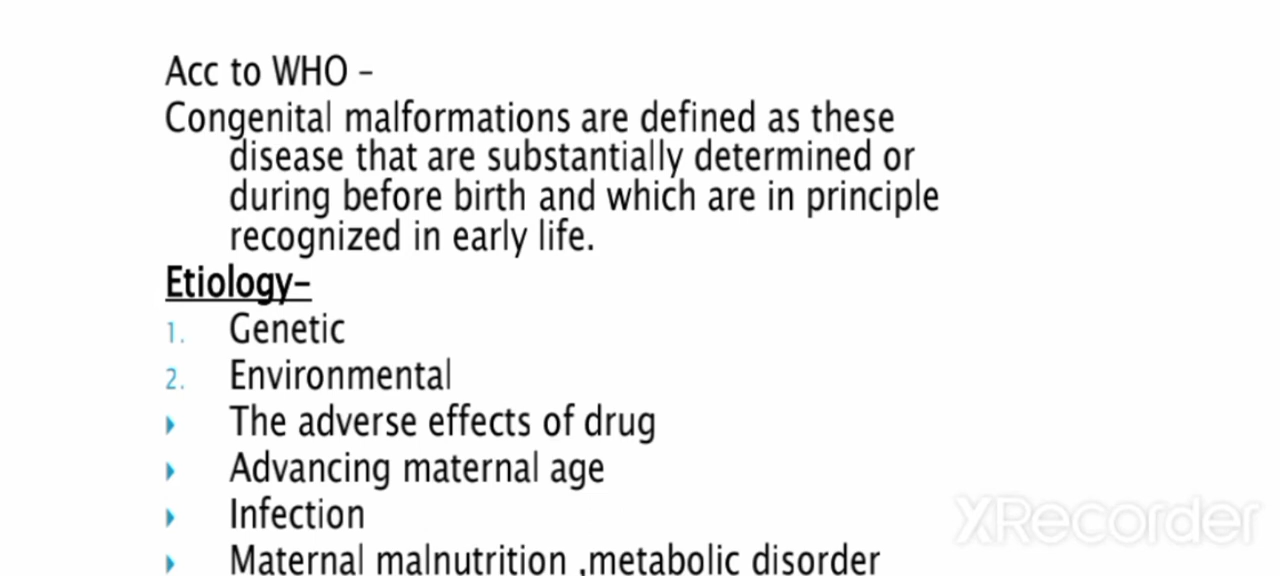 Acc to WHO –
Congenital malformations are defined as these
disease that are substantially determined or
during before birth and which are in principle
recognized in early life.
Etiology–
1. Genetic
2. Environmental
The adverse effects of drug
Advancing maternal age
Infection
Maternal malnutrition ,metabolic disorder
XRecorder